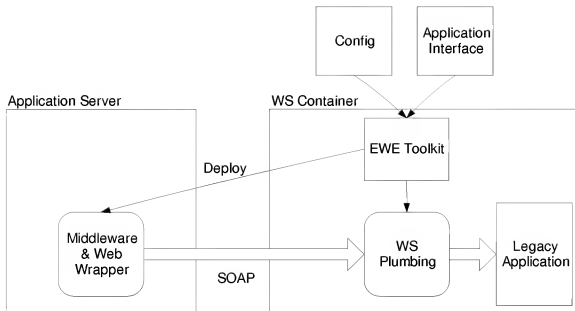 Config
Application
Interface
Application Server
WS Container
EWE Toolkit
Deploy
Middleware
& Web
Wrapper
SOAP
WS
Plumbing
Legacy
Application